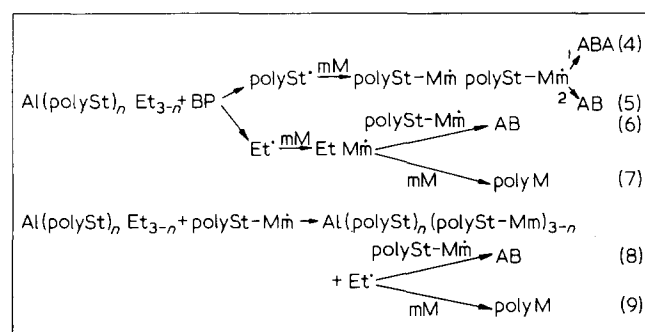 1 ABA (4)
polySt˙ mM polySt-Mṁ polySt-Mṁ
Al(polySt)n Et3-n + BP
2 AB (5)
polySt-Mṁ AB (6)
Et˙ mM Et Mṁ
mM poly M (7)
Al(polySt)n Et3-n + polySt-Mṁ → Al(polySt)n (polySt-Mm)3-n
polySt-Mṁ AB (8)
+ Et˙
mM poly M (9)